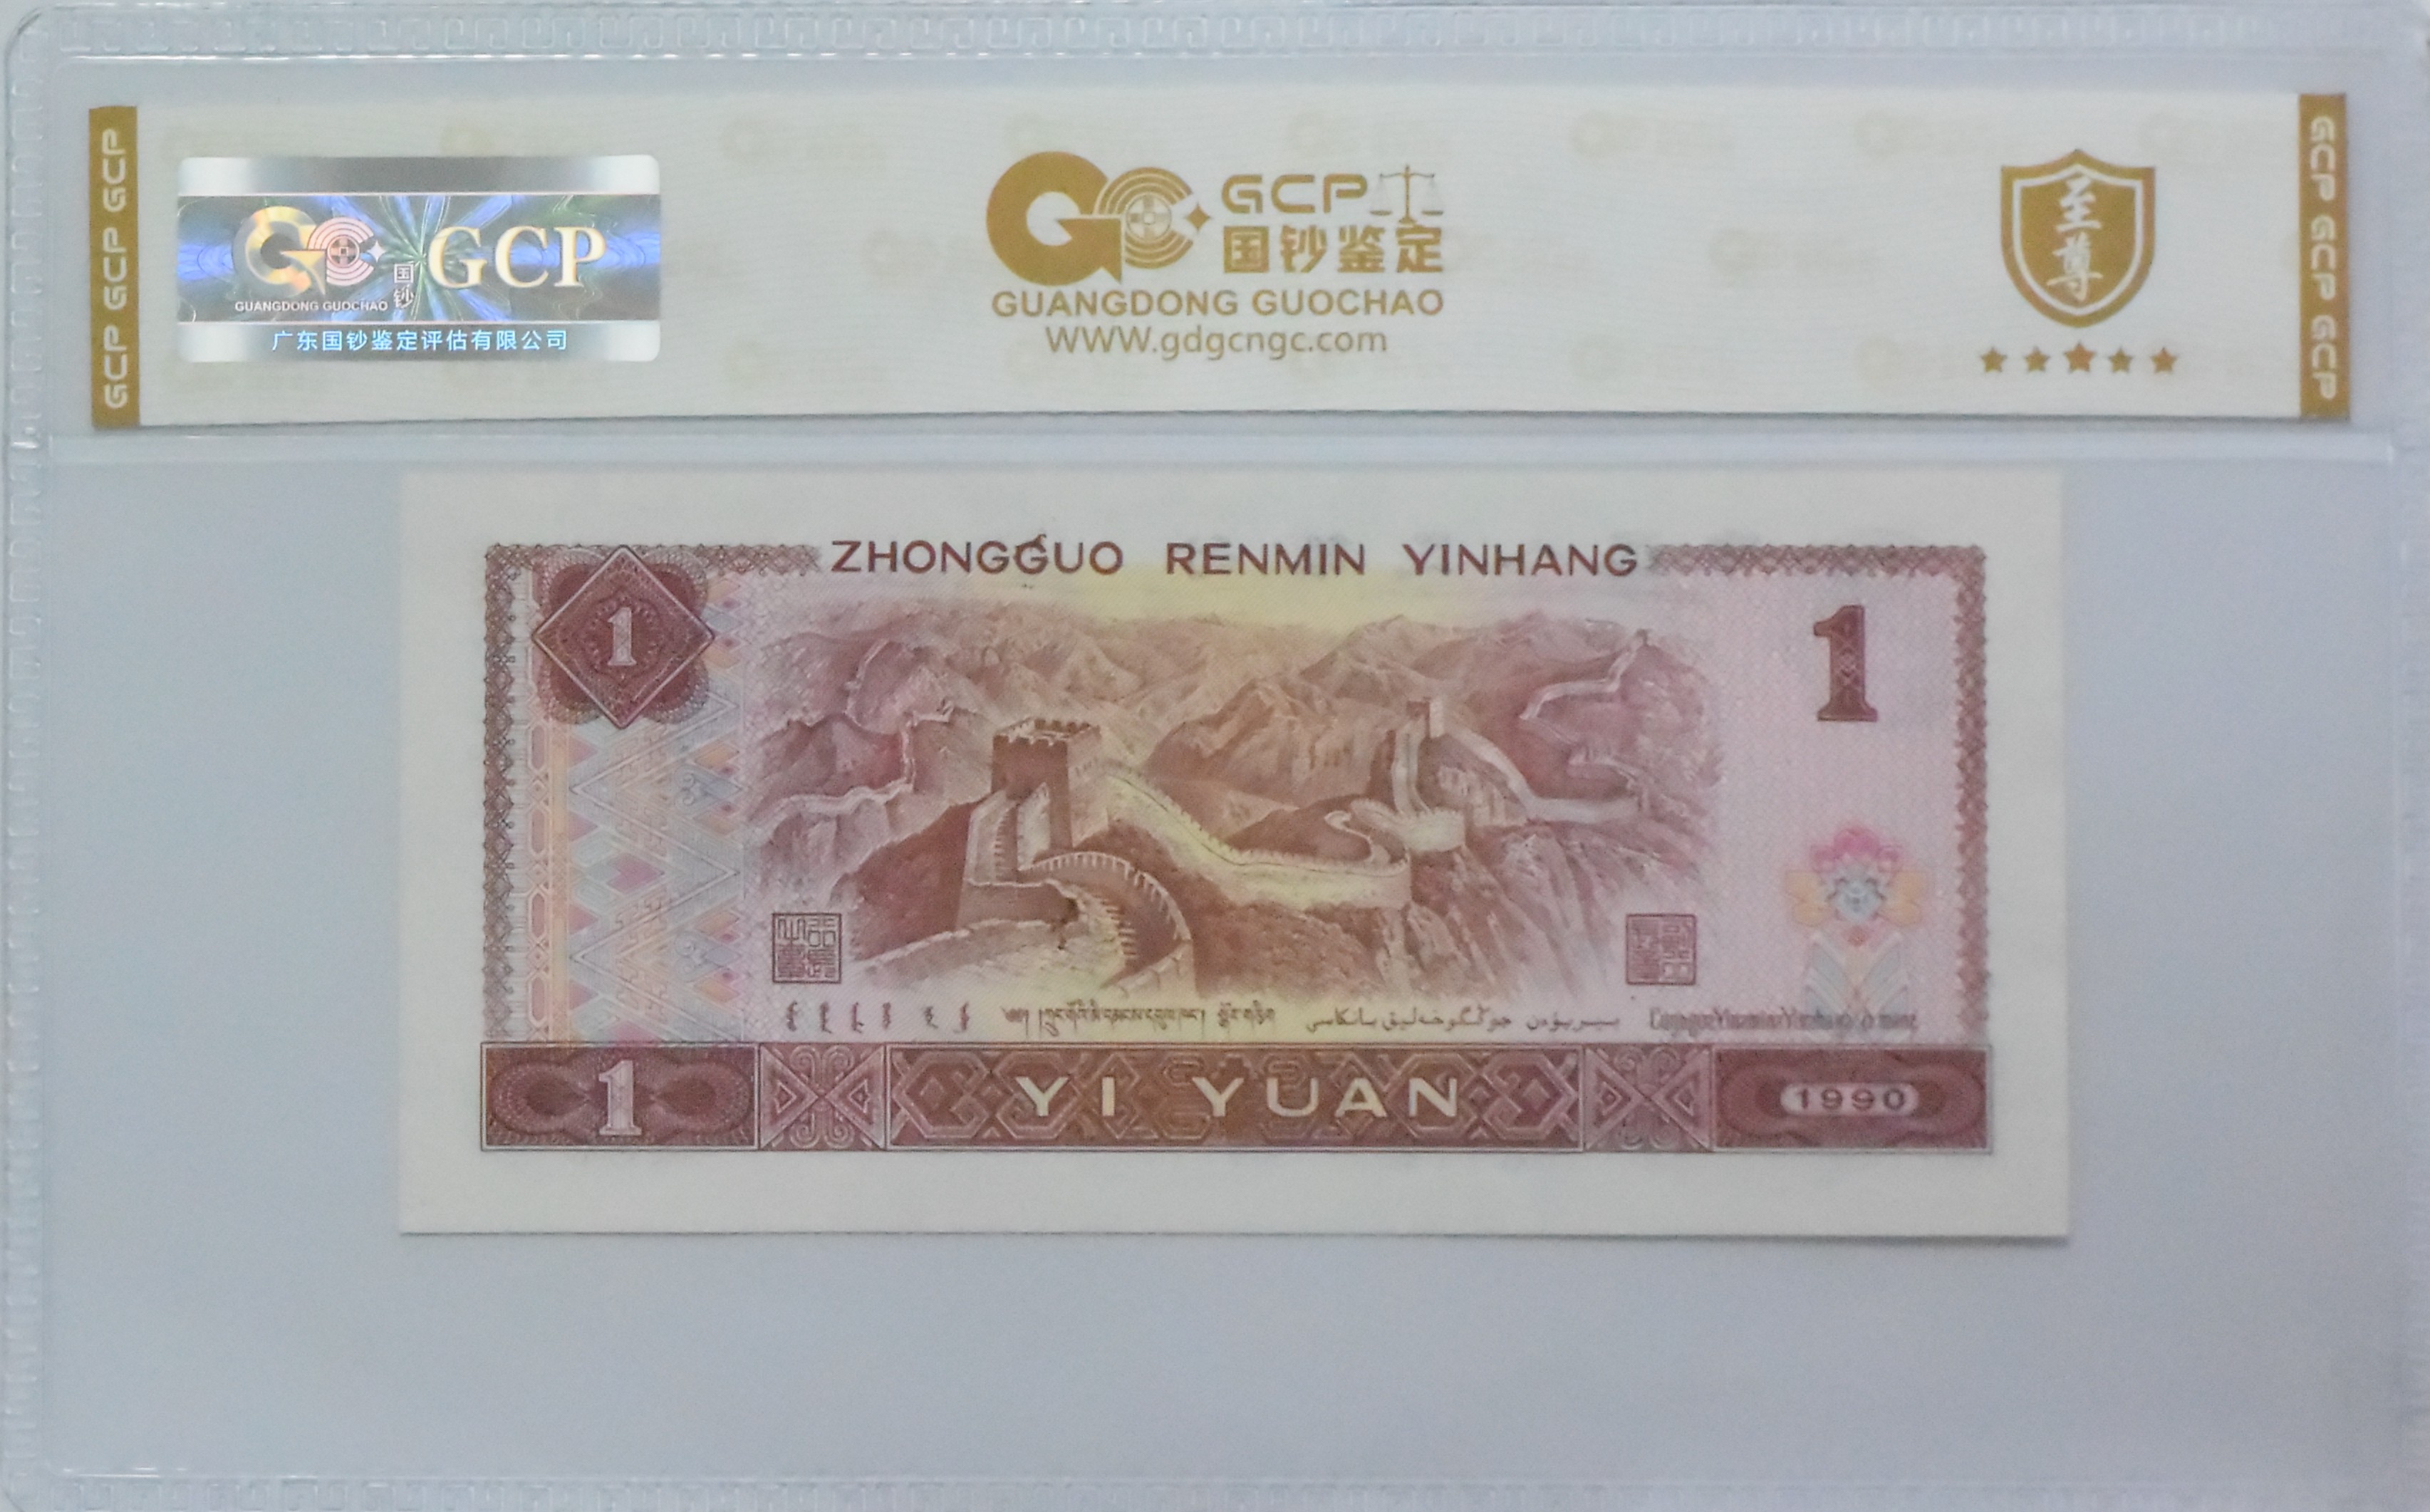 GCP GCP GCP
GUANGDONG GUOCHAO
国钞
GCP
广东国钞鉴定评估有限公司
GCP
国钞鉴定
GUANGDONG GUOCHAO
WWW.gdgcngc.com
至尊
GCP GCP GCP
ZHONGGUO RENMIN YINHANG
1
1
1
YI YUAN
1990